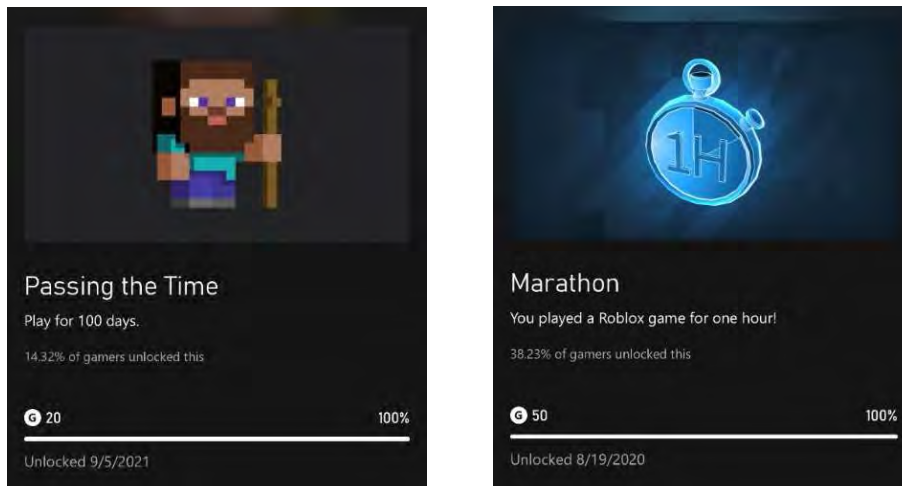 Passing the Time
Play for 100 days.
14.32% of gamers unlocked this
G 20 100%
Unlocked 9/5/2021
1H
Marathon
You played a Roblox game for one hour!
38.23% of gamers unlocked this
G 50 100%
Unlocked 8/19/2020